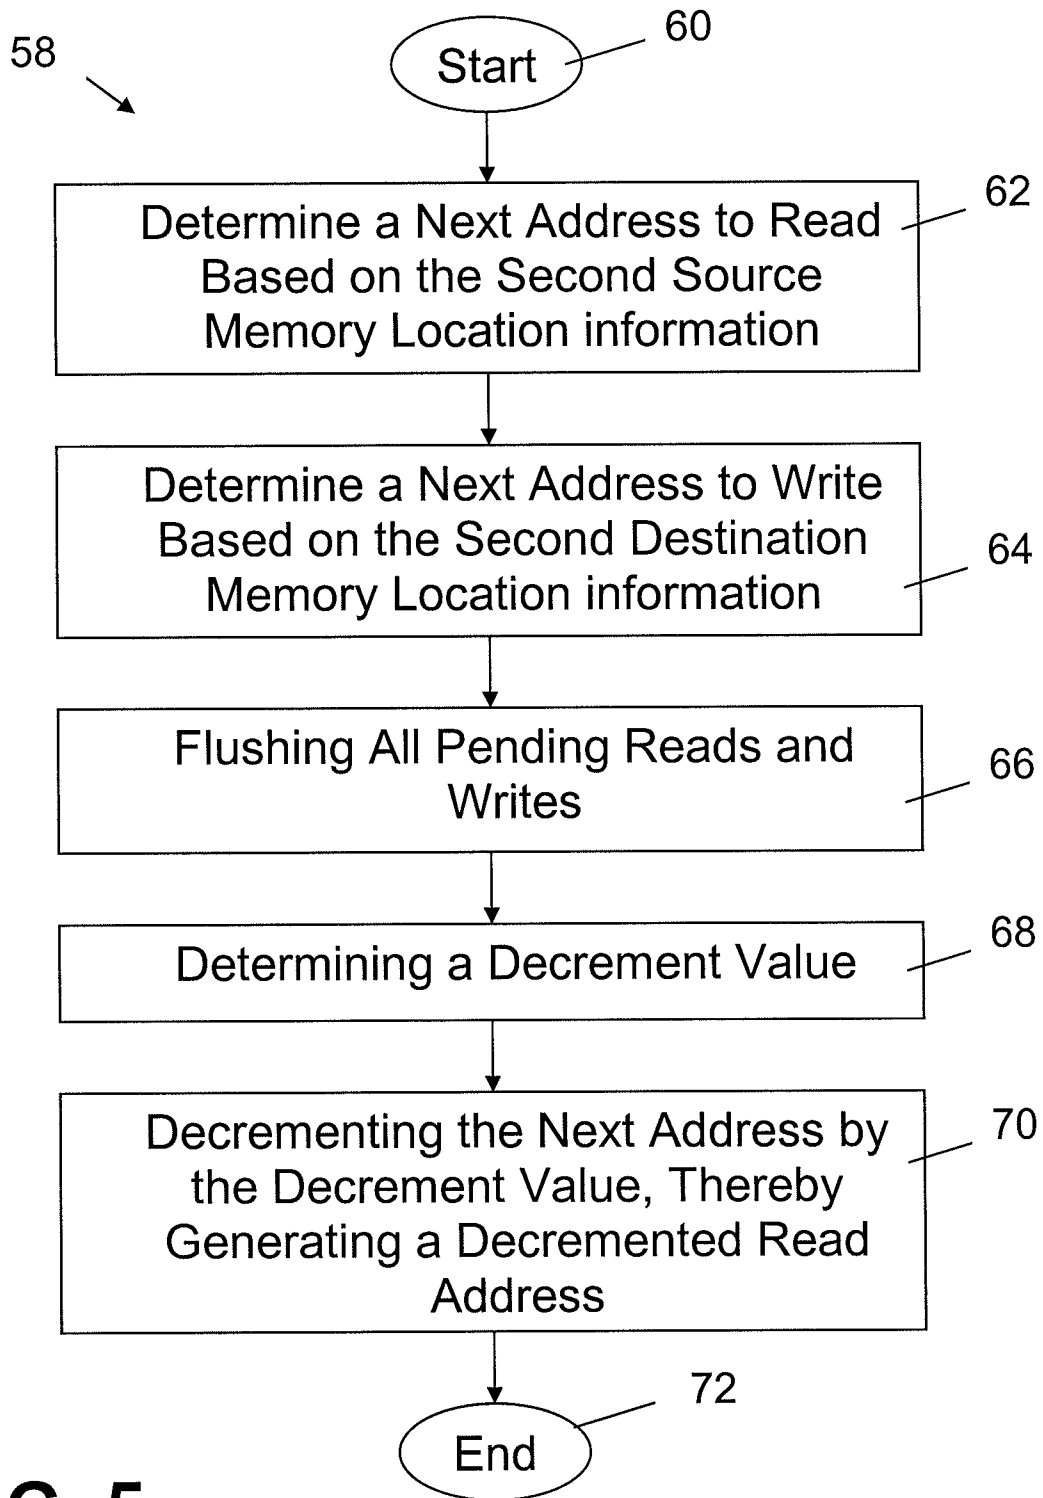 58
60
Start
62
Determine a Next Address to Read
Based on the Second Source
Memory Location information
Determine a Next Address to Write
Based on the Second Destination
Memory Location information
64
Flushing All Pending Reads and
Writes
66
68
Determining a Decrement Value
70
Decrementing the Next Address by
the Decrement Value, Thereby
Generating a Decremented Read
Address
72
End